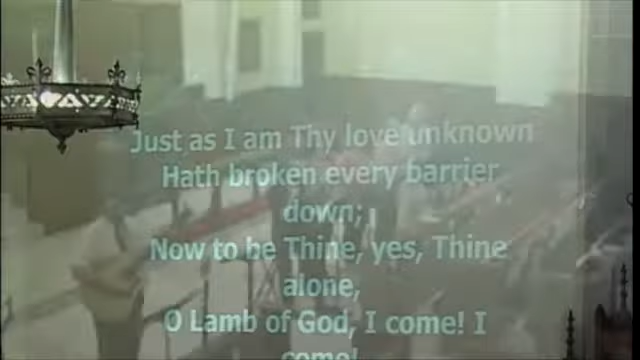 Just as I am Thy love unknown
Hath broken every barrier
down;
Now to be Thine, yes, Thine
alone,
O Lamb of God, I come! I
come!